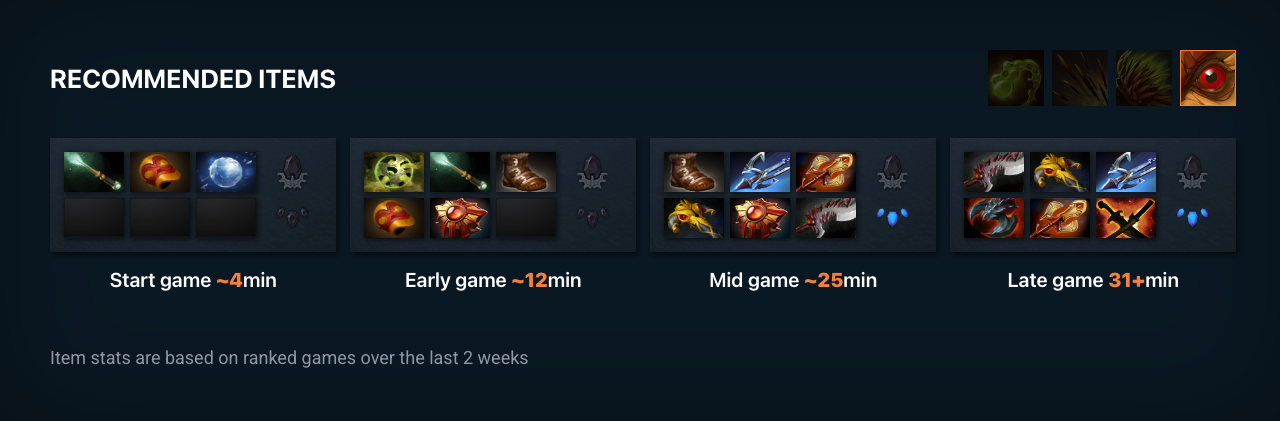 RECOMMENDED ITEMS
Start game ~4min
Early game ~12min
Mid game ~25min
Late game 31+min
Item stats are based on ranked games over the last 2 weeks